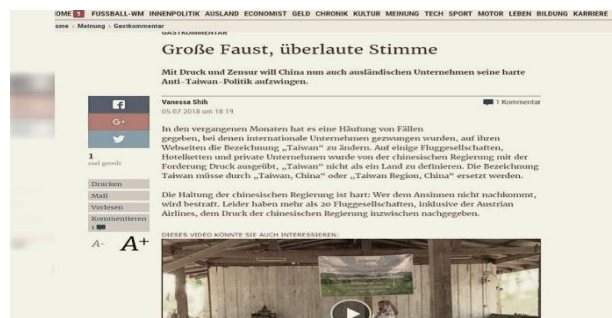 OME 1 FUSSBALL-WM INNENPOLITIK AUSLAND ECONOMIST GELD CHRONIK KULTUR MEINUNG TECH SPORT MOTOR LEBEN BILDUNG KARRIERE
ome > Meinung > Gastkommentar
GASTKOMMENTAR
Große Faust, überlaute Stimme
Mit Druck und Zensur will China nun auch ausländischen Unternehmen seine harte
Anti-Taiwan-Politik aufzwingen.
Vanessa Shih
1 Kommentar
05.07.2018 um 18:19
G+
In den vergangenen Monaten hat es eine Häufung von Fällen
gegeben, bei denen internationale Unternehmen gezwungen wurden, auf ihren
Webseiten die Bezeichnung „Taiwan“ zu ändern. Auf einige Fluggesellschaften,
Hotelketten und private Unternehmen wurde von der chinesischen Regierung mit der
Forderung Druck ausgeübt, „Taiwan“ nicht als ein Land zu definieren. Die Bezeichnung
Taiwan müsse durch „Taiwan, China“ oder „Taiwan Region, China“ ersetzt werden.
1
mal geteilt
Drucken
Mail
Vorlesen
Kommentieren
1
A- A+
Die Haltung der chinesischen Regierung ist hart: Wer dem Ansinnen nicht nachkommt,
wird bestraft. Leider haben mehr als 20 Fluggesellschaften, inklusive der Austrian
Airlines, dem Druck der chinesischen Regierung inzwischen nachgegeben.
DIESES VIDEO KÖNNTE SIE AUCH INTERESSIEREN: